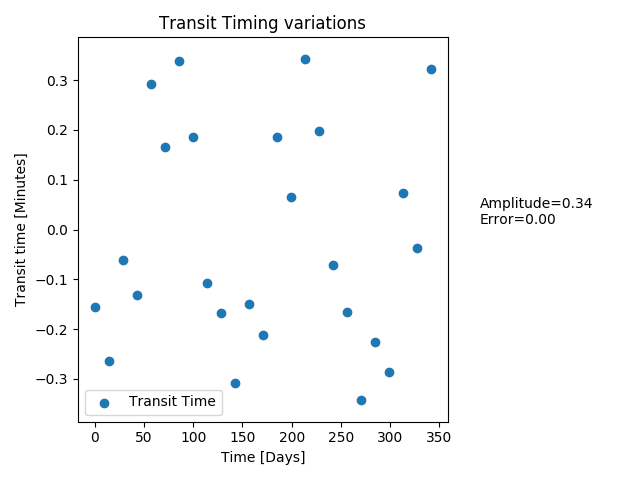 Transit Timing variations
0.3
0.2
0.1
0.0
−0.1
−0.2
−0.3
Transit time [Minutes]
Amplitude=0.34
Error=0.00
Transit Time
0
50
100
150
200
250
300
350
Time [Days]